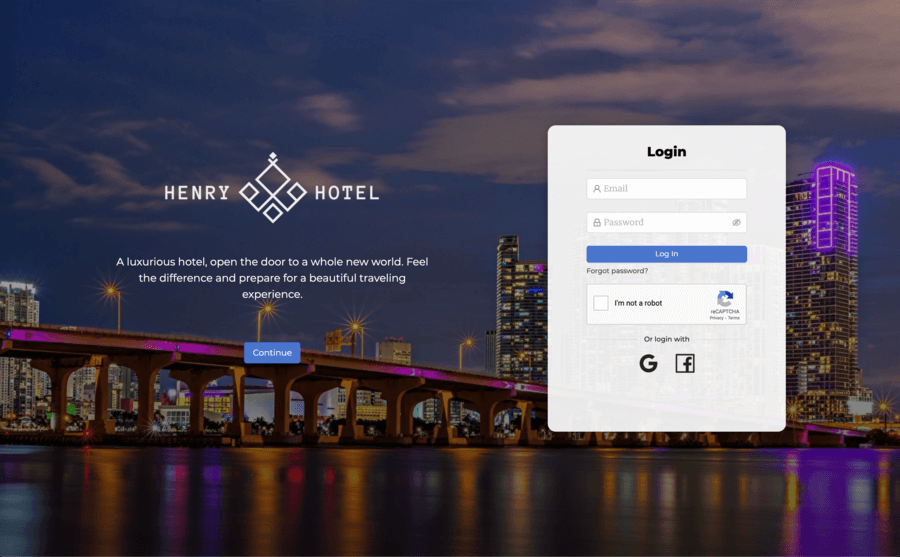 HENRY HOTEL
A luxurious hotel, open the door to a whole new world. Feel
the difference and prepare for a beautiful traveling
experience.
Continue
Login
Email
Password
Log In
Forgot password?
I'm not a robot
reCAPTCHA
Privacy - Terms
Or login with